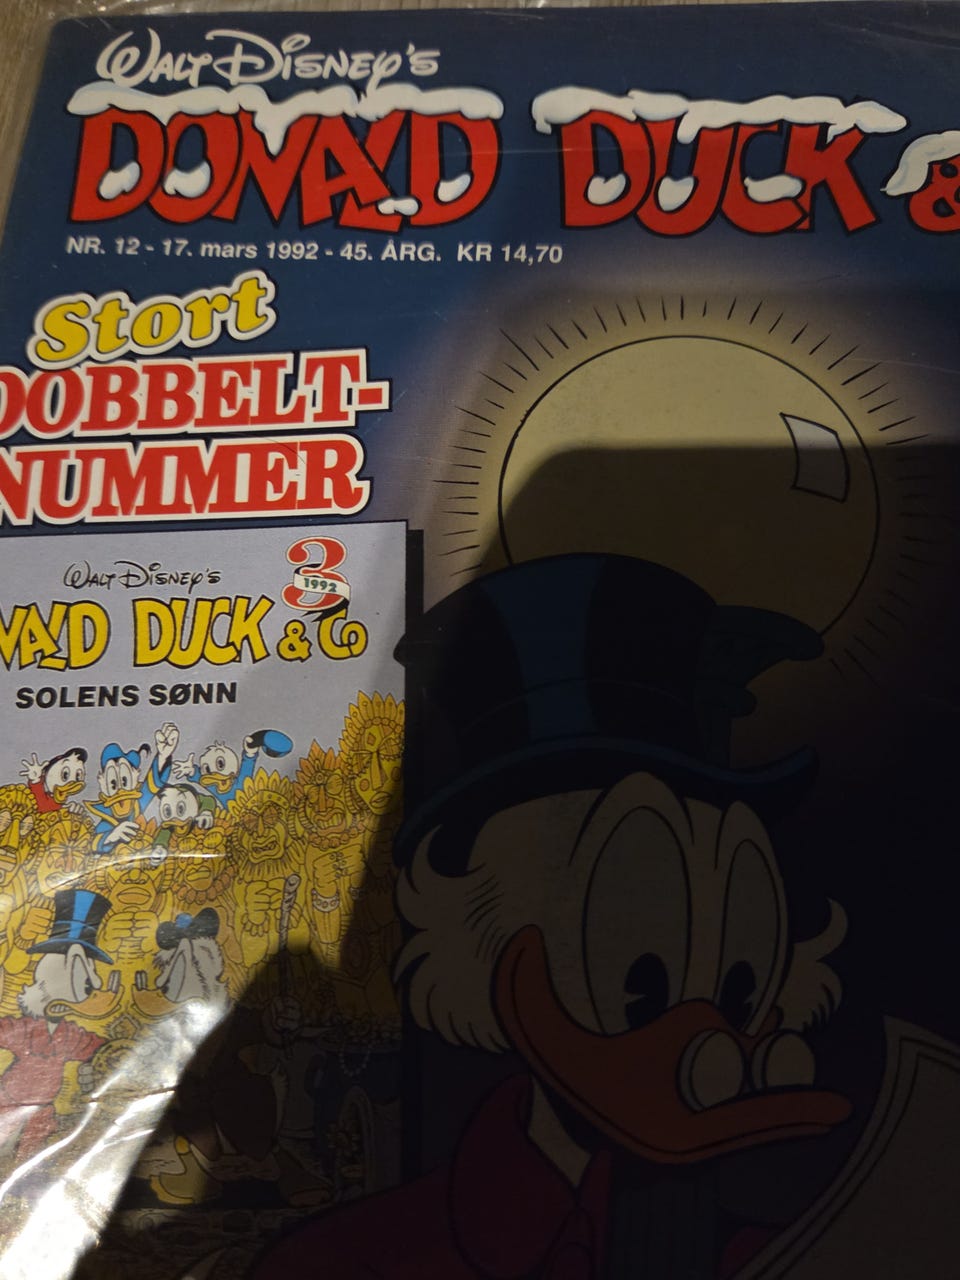 WALT DISNEY'S
DONALD DUCK &
NR. 12 - 17. mars 1992 - 45. ÅRG. KR 14,70
Stort
DOBBELT-
NUMMER
WALT DISNEY'S
3
1992
NALD DUCK & Co
SOLENS SØNN